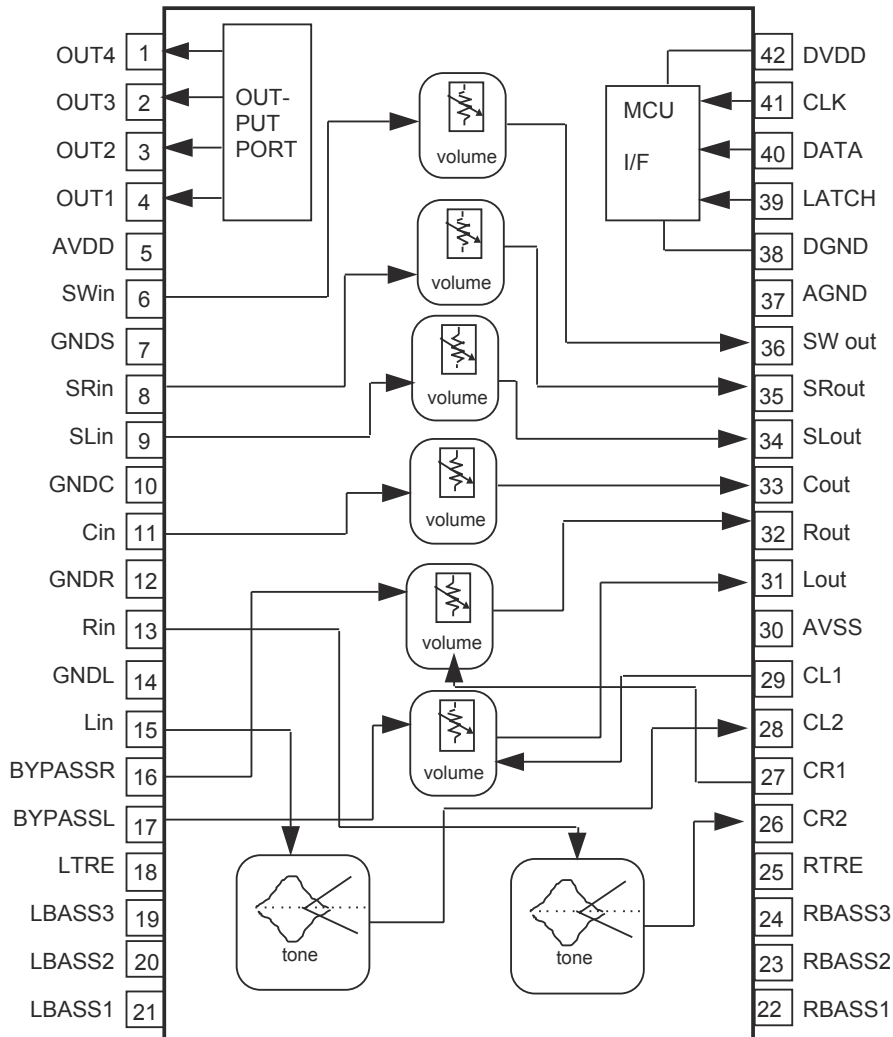 OUT4 1
OUT3 2
OUT2 3
OUT1 4
AVDD 5
SWin 6
GNDS 7
SRin 8
SLin 9
GNDC 10
Cin 11
GNDR 12
Rin 13
GNDL 14
Lin 15
BYPASSR 16
BYPASSL 17
LTRE 18
LBASS3 19
LBASS2 20
LBASS1 21
OUT-
PUT
PORT
volume
volume
volume
volume
volume
volume
tone
tone
MCU
I/F
42 DVDD
41 CLK
40 DATA
39 LATCH
38 DGND
37 AGND
36 SW out
35 SRout
34 SLout
33 Cout
32 Rout
31 Lout
30 AVSS
29 CL1
28 CL2
27 CR1
26 CR2
25 RTRE
24 RBASS3
23 RBASS2
22 RBASS1